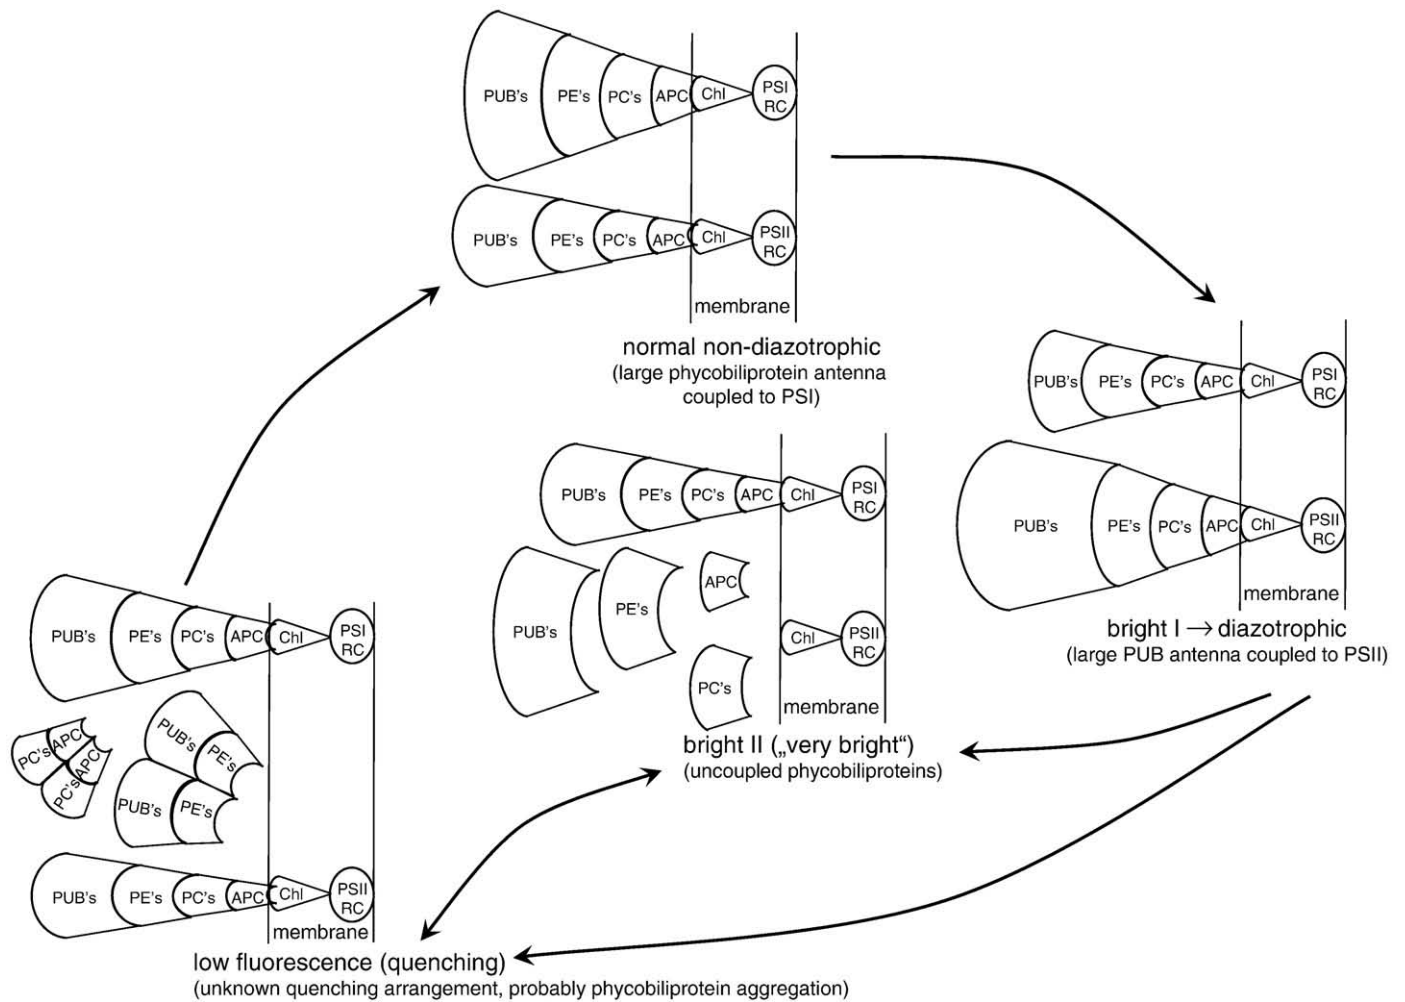 PUB's PE's PC's APC Chl PSI RC
PUB's PE's PC's APC Chl PSII RC
membrane
normal non-diazotrophic
(large phycobiliprotein antenna
coupled to PSI)
PUB's PE's PC's APC Chl PSI RC
PUB's PE's PC's APC Chl PSII RC
membrane
bright I → diazotrophic
(large PUB antenna coupled to PSII)
PUB's PE's PC's APC Chl PSI RC
PUB's PE's APC PC's Chl PSII RC
membrane
bright II („very bright“)
(uncoupled phycobiliproteins)
PUB's PE's PC's APC Chl PSI RC
PC's APC PUB's PE's
PC's APC PUB's PE's
PUB's PE's PC's APC Chl PSII RC
membrane
low fluorescence (quenching)
(unknown quenching arrangement, probably phycobiliprotein aggregation)